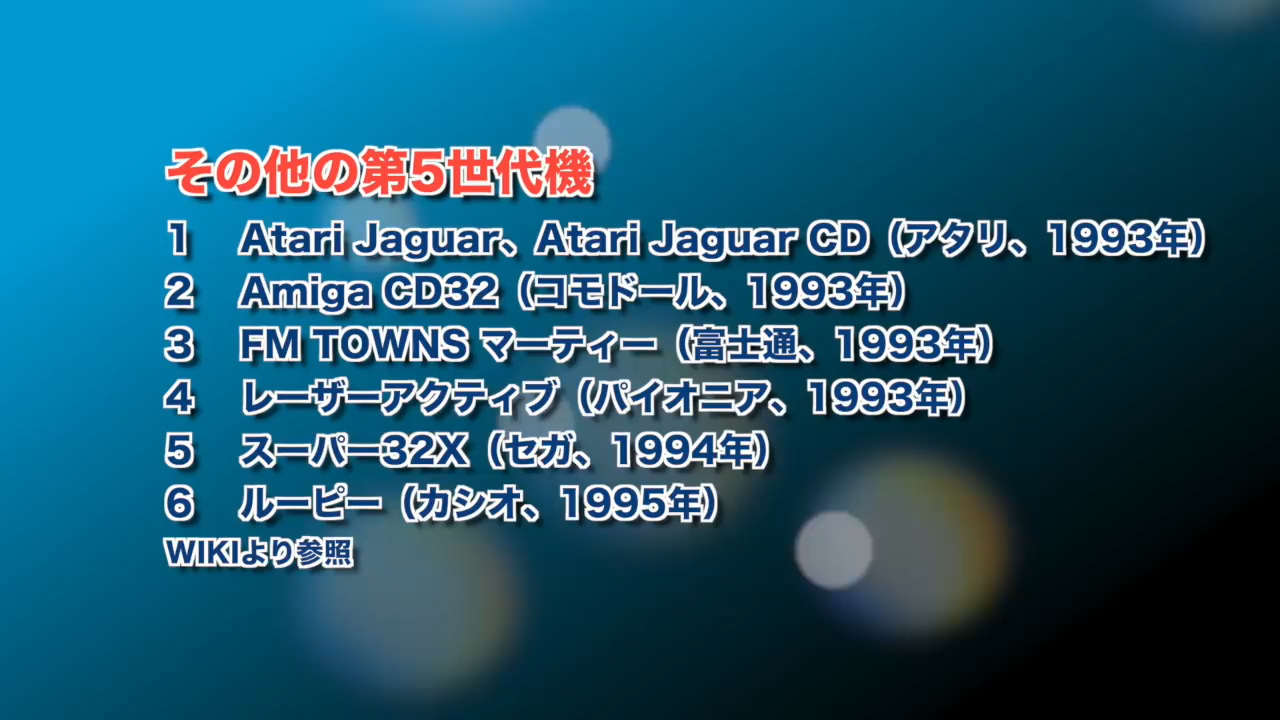 その他の第5世代機
1 Atari Jaguar、Atari Jaguar CD（アタリ、1993年）
2 Amiga CD32（コモドール、1993年）
3 FM TOWNS マーティー（富士通、1993年）
4 レーザーアクティブ（パイオニア、1993年）
5 スーパー32X（セガ、1994年）
6 ルーピー（カシオ、1995年）
WIKIより参照